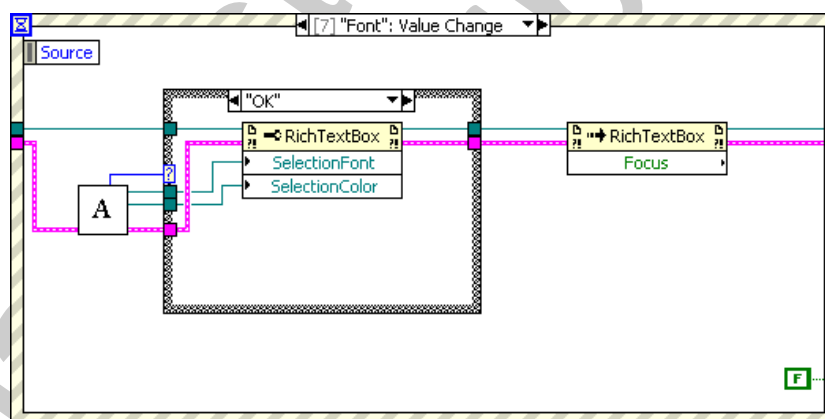 [7] "Font": Value Change
Source
"OK"
?
RichTextBox
SelectionFont
SelectionColor
A
RichTextBox
Focus
F